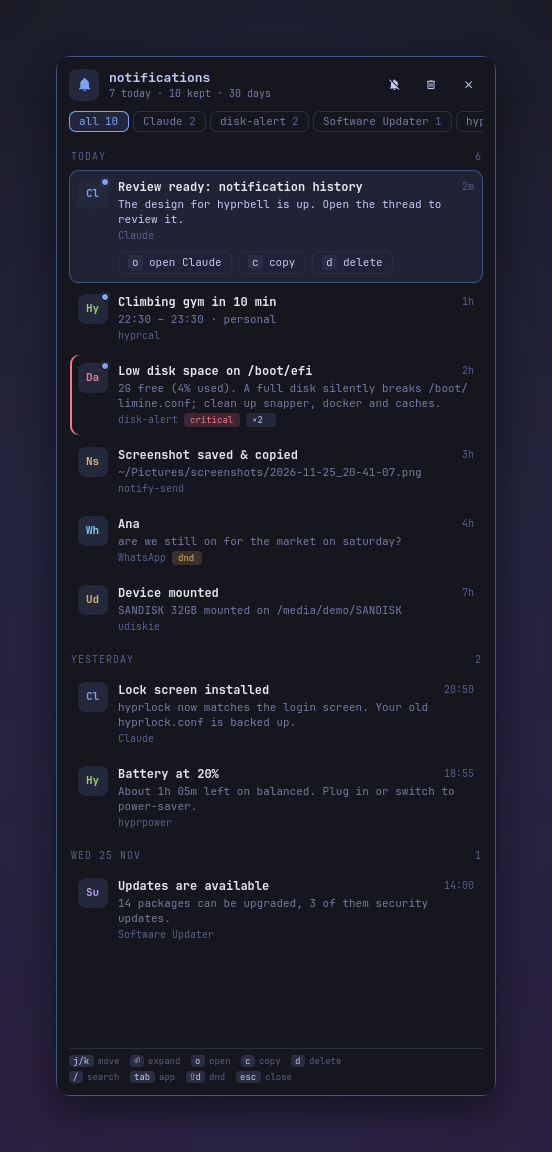 notifications
7 today · 10 kept · 30 days
all 10 Claude 2 disk-alert 2 Software Updater 1 hyp
TODAY 6
Cl Review ready: notification history 2m
The design for hyprbell is up. Open the thread to
review it.
Claude
o open Claude c copy d delete
Hy Climbing gym in 10 min 1h
22:30 – 23:30 · personal
hyprcal
Da Low disk space on /boot/efi 2h
2G free (4% used). A full disk silently breaks /boot/
limine.conf; clean up snapper, docker and caches.
disk-alert critical ×2
Ns Screenshot saved & copied 3h
~/Pictures/screenshots/2026-11-25_20-41-07.png
notify-send
Wh Ana 4h
are we still on for the market on saturday?
WhatsApp dnd
Ud Device mounted 7h
SANDISK 32GB mounted on /media/demo/SANDISK
udiskie
YESTERDAY 2
Cl Lock screen installed 20:50
hyprlock now matches the login screen. Your old
hyprlock.conf is backed up.
Claude
Hy Battery at 20% 18:55
About 1h 05m left on balanced. Plug in or switch to
power-saver.
hyprpower
WED 25 NOV 1
Su Updates are available 14:00
14 packages can be upgraded, 3 of them security
updates.
Software Updater
j/k move ⏎ expand o open c copy d delete
/ search tab app ⇧d dnd esc close